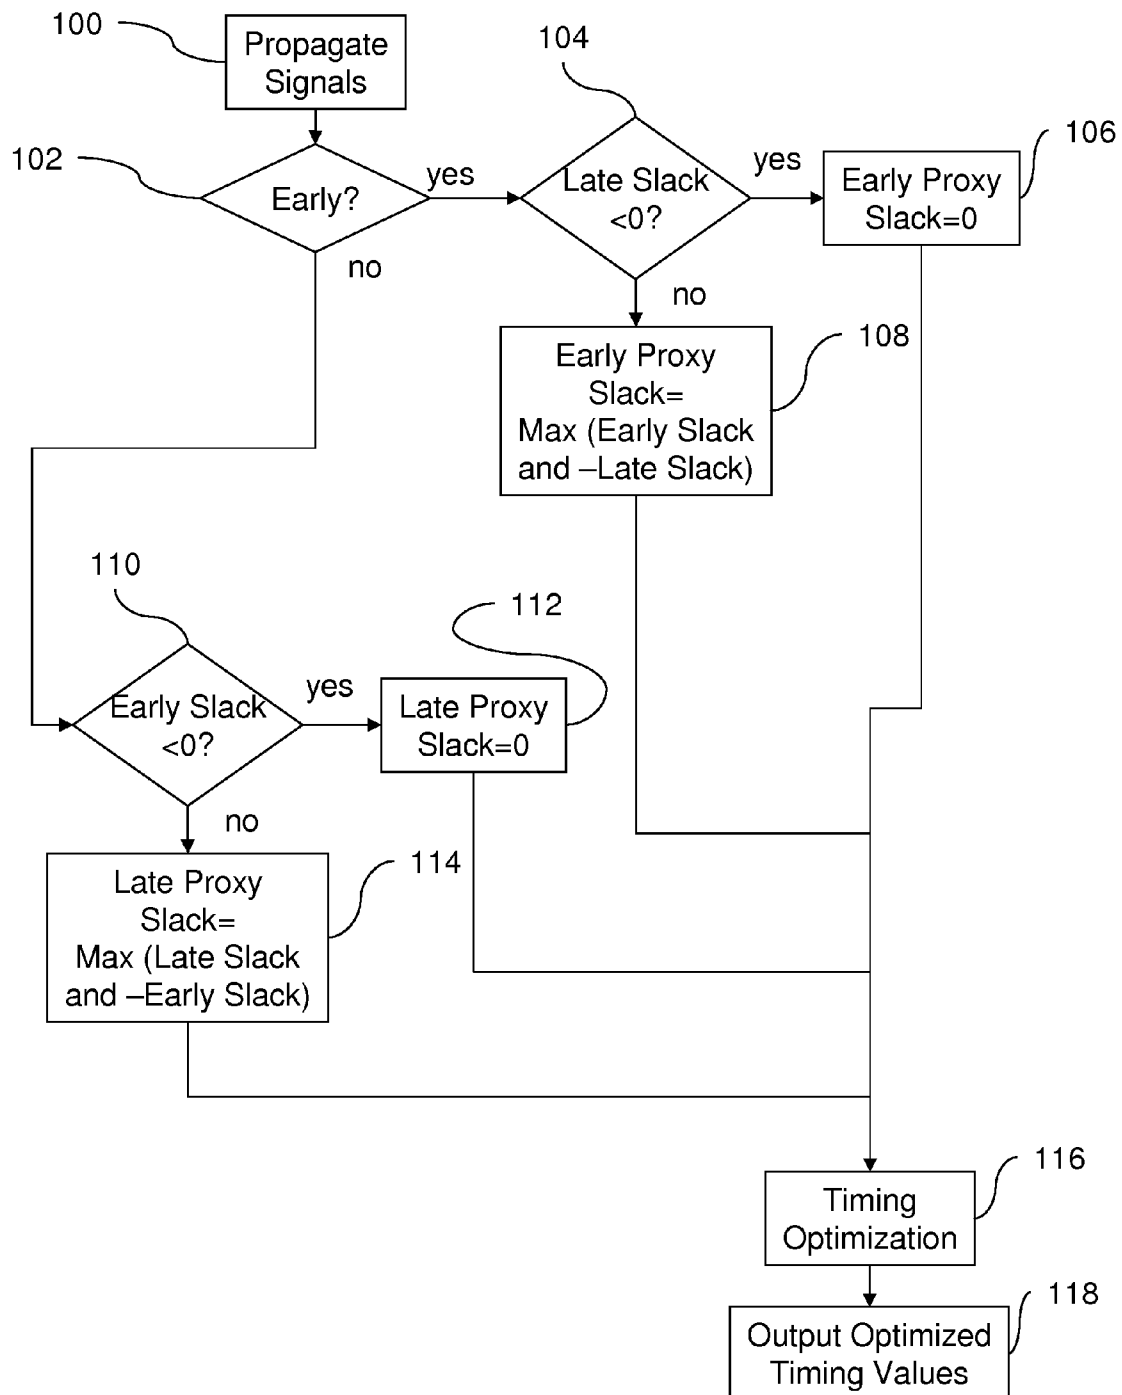 100
Propagate
Signals
102
Early?
yes
no
104
Late Slack
<0?
yes
no
106
Early Proxy
Slack=0
108
Early Proxy
Slack=
Max (Early Slack
and –Late Slack)
110
Early Slack
<0?
yes
no
112
Late Proxy
Slack=0
114
Late Proxy
Slack=
Max (Late Slack
and –Early Slack)
116
Timing
Optimization
118
Output Optimized
Timing Values